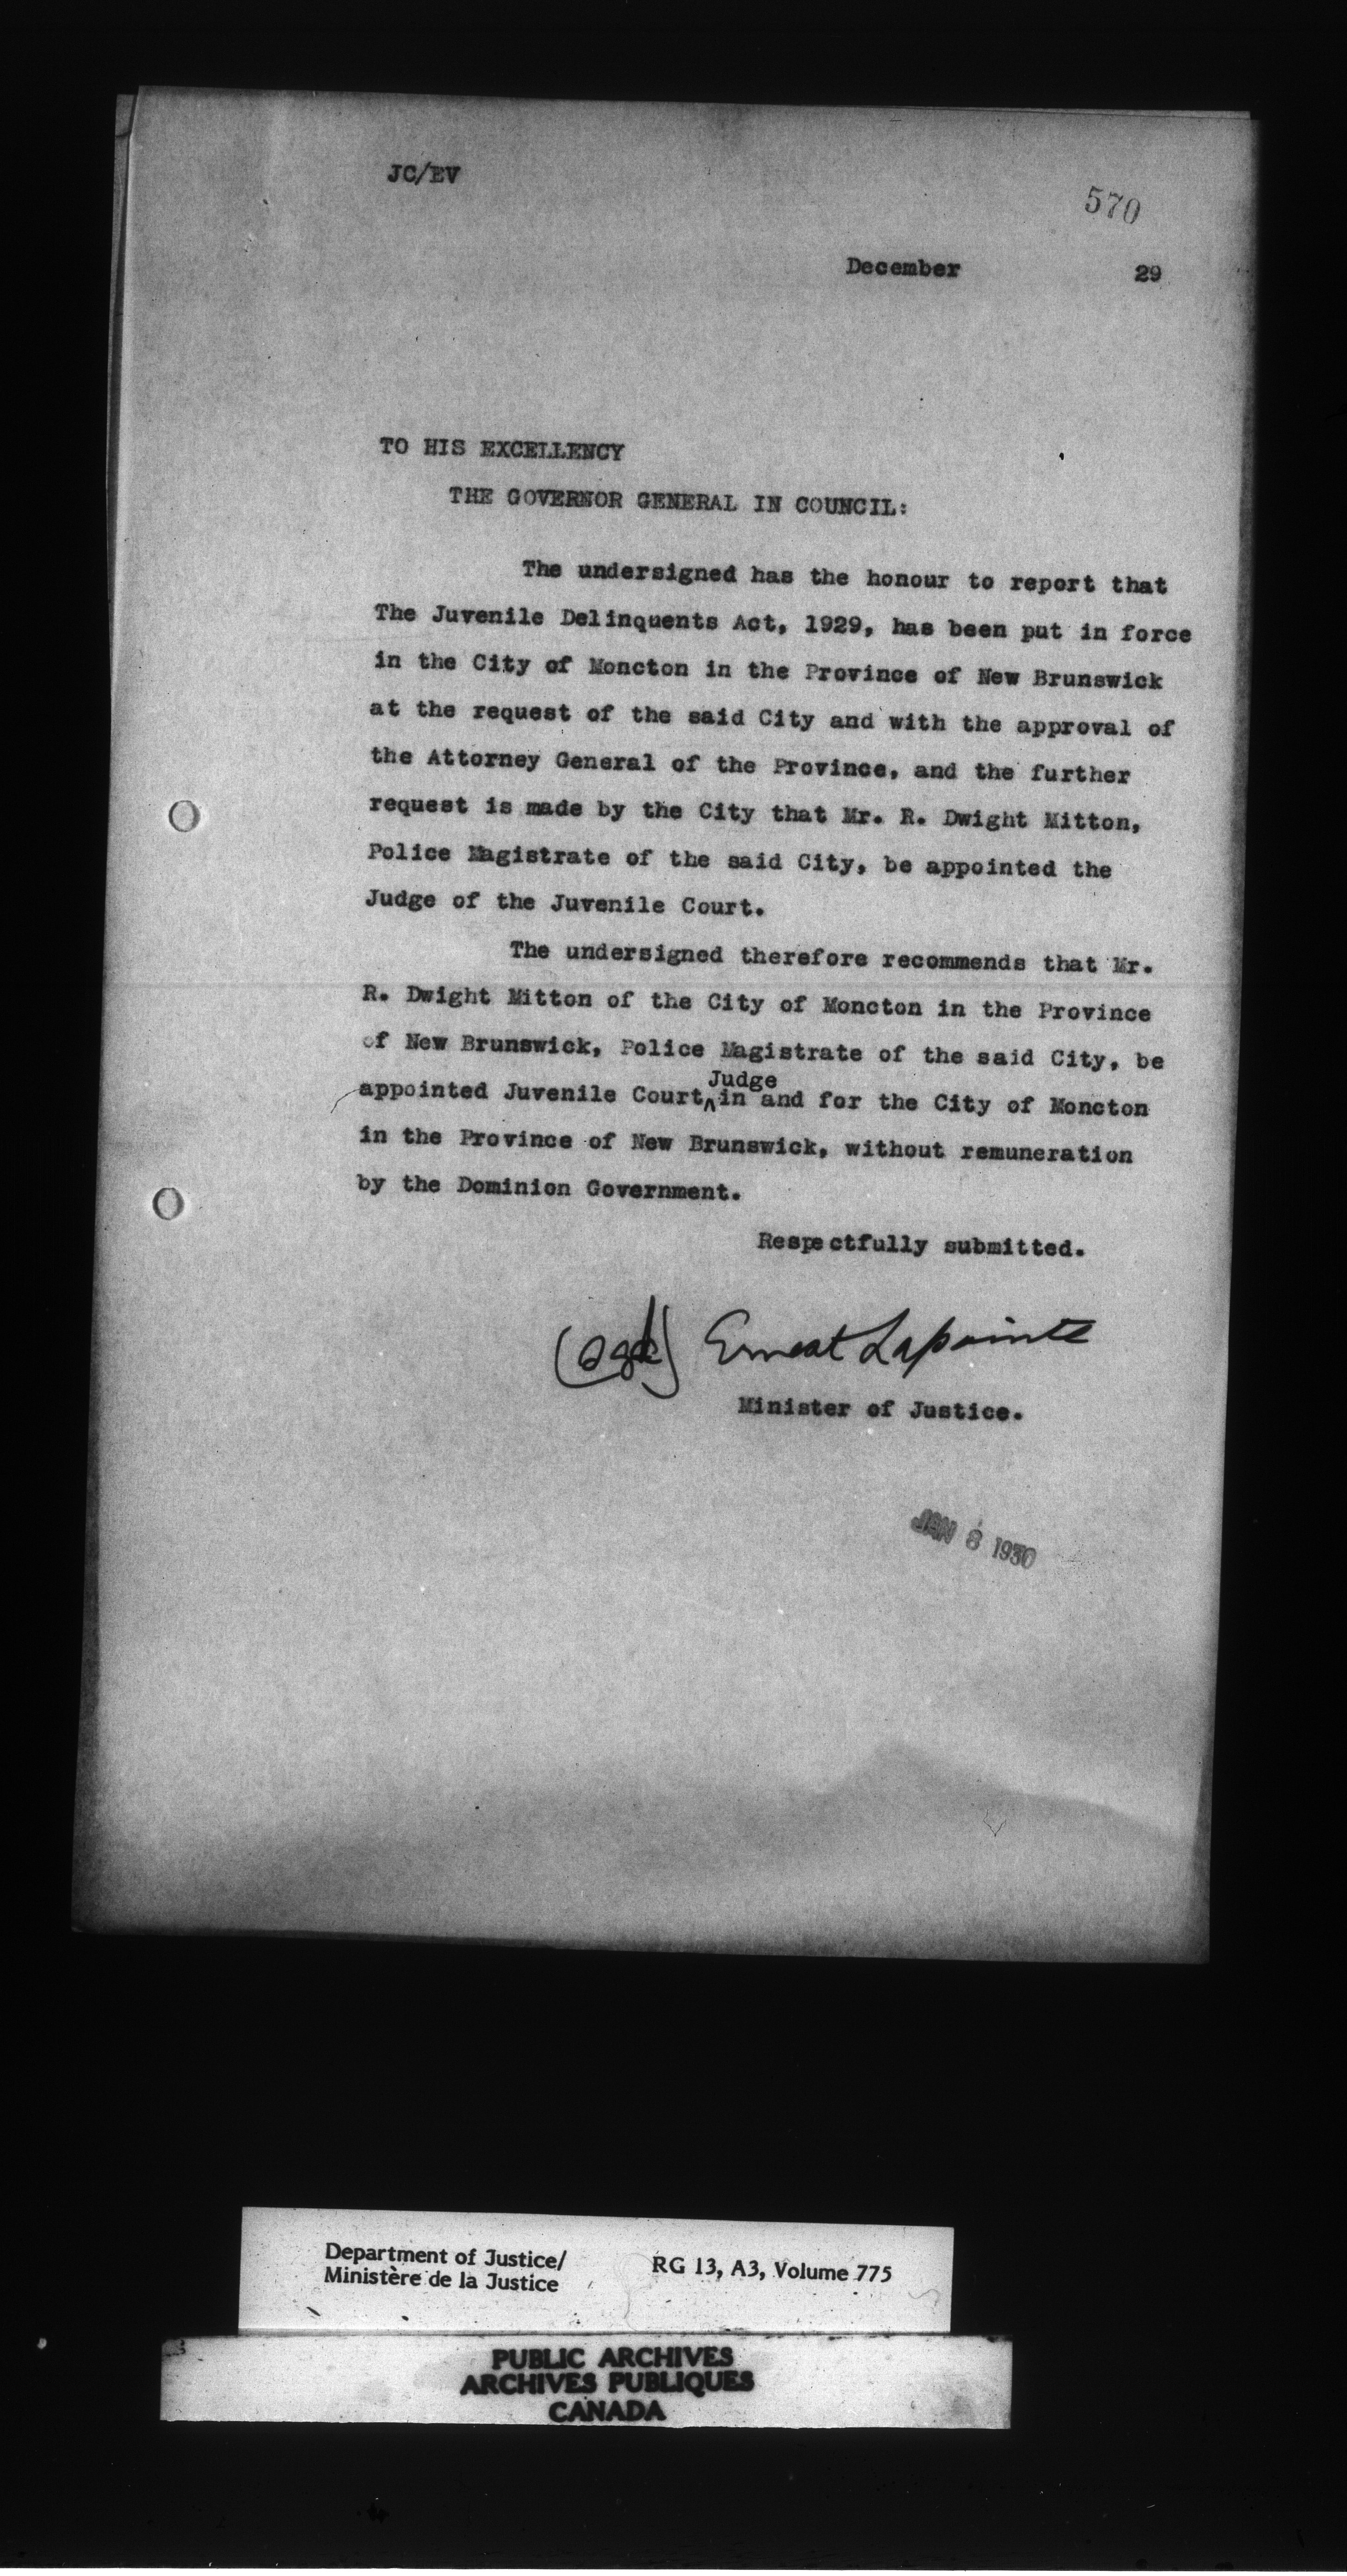 JC/EV
570
December 29
TO HIS EXCELLENCY
THE GOVERNOR GENERAL IN COUNCIL:
The undersigned has the honour to report that
The Juvenile Delinquents Act, 1929, has been put in force
in the City of Moncton in the Province of New Brunswick
at the request of the said City and with the approval of
the Attorney General of the Province, and the further
request is made by the City that Mr. R. Dwight Mitton,
Police Magistrate of the said City, be appointed the
Judge of the Juvenile Court.
The undersigned therefore recommends that Mr.
R. Dwight Mitton of the City of Moncton in the Province
of New Brunswick, Police Magistrate of the said City, be
Judge
appointed Juvenile Court^in and for the City of Moncton
in the Province of New Brunswick, without remuneration
by the Dominion Government.
Respectfully submitted.
(sgd) Ernest Lapointe
Minister of Justice.
JAN 8 1930
Department of Justice/ RG 13, A3, Volume 775
Ministère de la Justice
PUBLIC ARCHIVES
ARCHIVES PUBLIQUES
CANADA